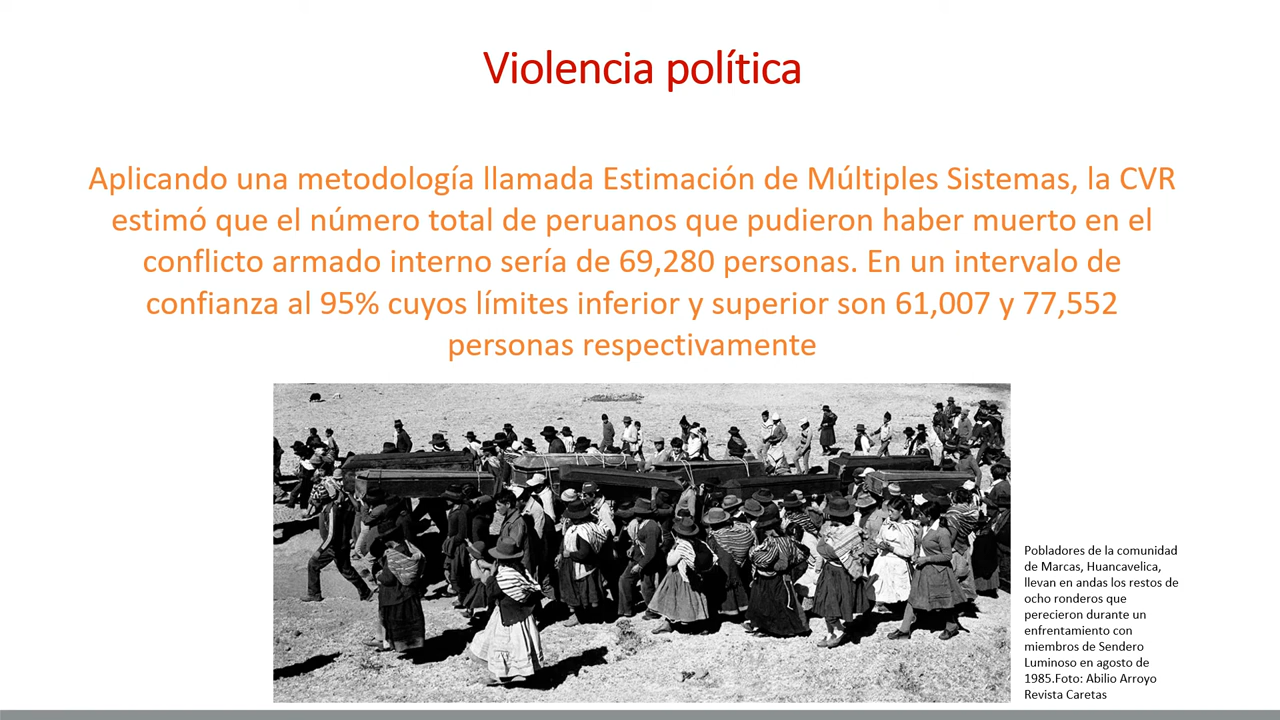 Violencia política
Aplicando una metodología llamada Estimación de Múltiples Sistemas, la CVR
estimó que el número total de peruanos que pudieron haber muerto en el
conflicto armado interno sería de 69,280 personas. En un intervalo de
confianza al 95% cuyos límites inferior y superior son 61,007 y 77,552
personas respectivamente
Pobladores de la comunidad
de Marcas, Huancavelica,
llevan en andas los restos de
ocho ronderos que
perecieron durante un
enfrentamiento con
miembros de Sendero
Luminoso en agosto de
1985.Foto: Abilio Arroyo
Revista Caretas